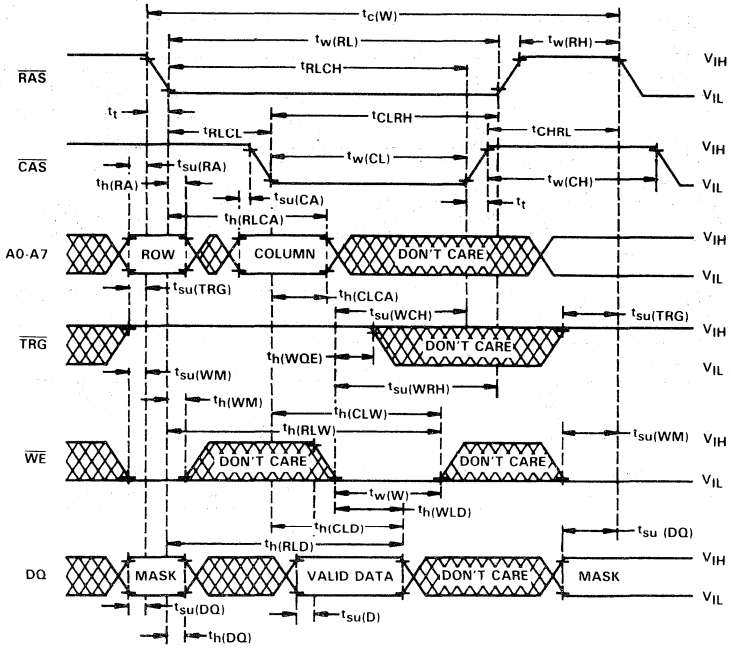 tc(W)
tw(RL)
tw(RH)
RAS
tRLCH
VIH
VIL
tt
tRLCL
tCLRH
tCHRL
CAS
tsu(RA)
tw(CL)
VIH
th(RA)
tsu(CA)
tw(CH)
VIL
th(RLCA)
tt
A0-A7
ROW
COLUMN
DON'T CARE
VIH
VIL
tsu(TRG)
th(CLCA)
tsu(WCH)
tsu(TRG)
TRG
DON'T CARE
VIH
th(WQE)
VIL
tsu(WM)
tsu(WRH)
th(WM)
th(CLW)
th(RLW)
tsu(WM)
WE
DON'T CARE
DON'T CARE
VIH
VIL
tw(W)
th(WLD)
th(CLD)
th(RLD)
tsu (DQ)
DQ
MASK
VALID DATA
DON'T CARE
MASK
VIH
VIL
tsu(DQ)
tsu(D)
th(DQ)